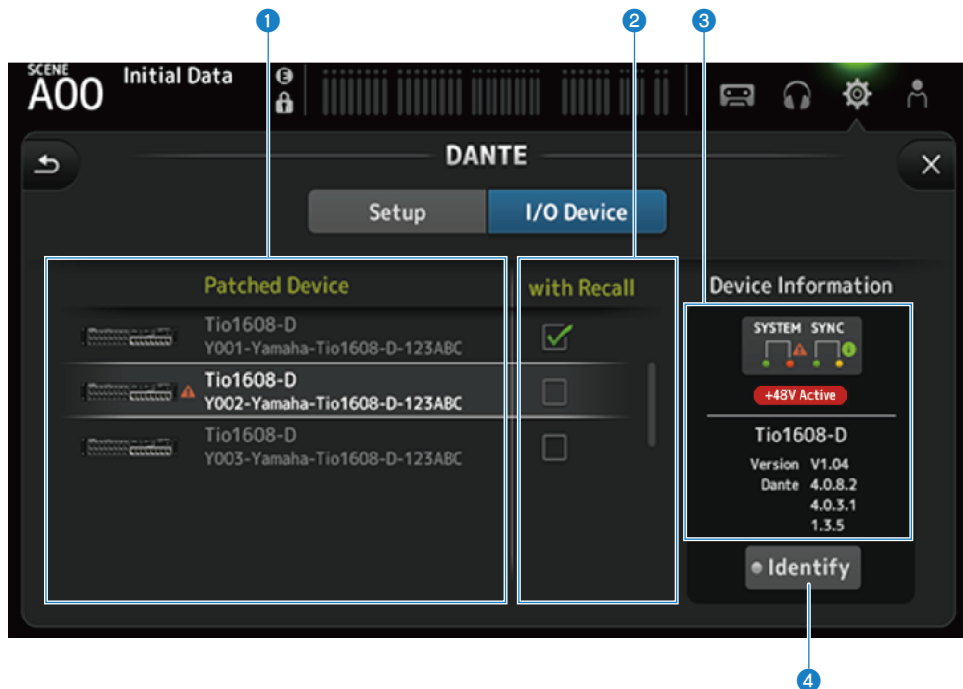 1 2 3
SCENE
A00 Initial Data E
DANTE
Setup I/O Device
Patched Device with Recall Device Information
Tio1608-D
Y001-Yamaha-Tio1608-D-123ABC
Tio1608-D
Y002-Yamaha-Tio1608-D-123ABC
Tio1608-D
Y003-Yamaha-Tio1608-D-123ABC
SYSTEM SYNC
+48V Active
Tio1608-D
Version V1.04
Dante 4.0.8.2
4.0.3.1
1.3.5
Identify
4